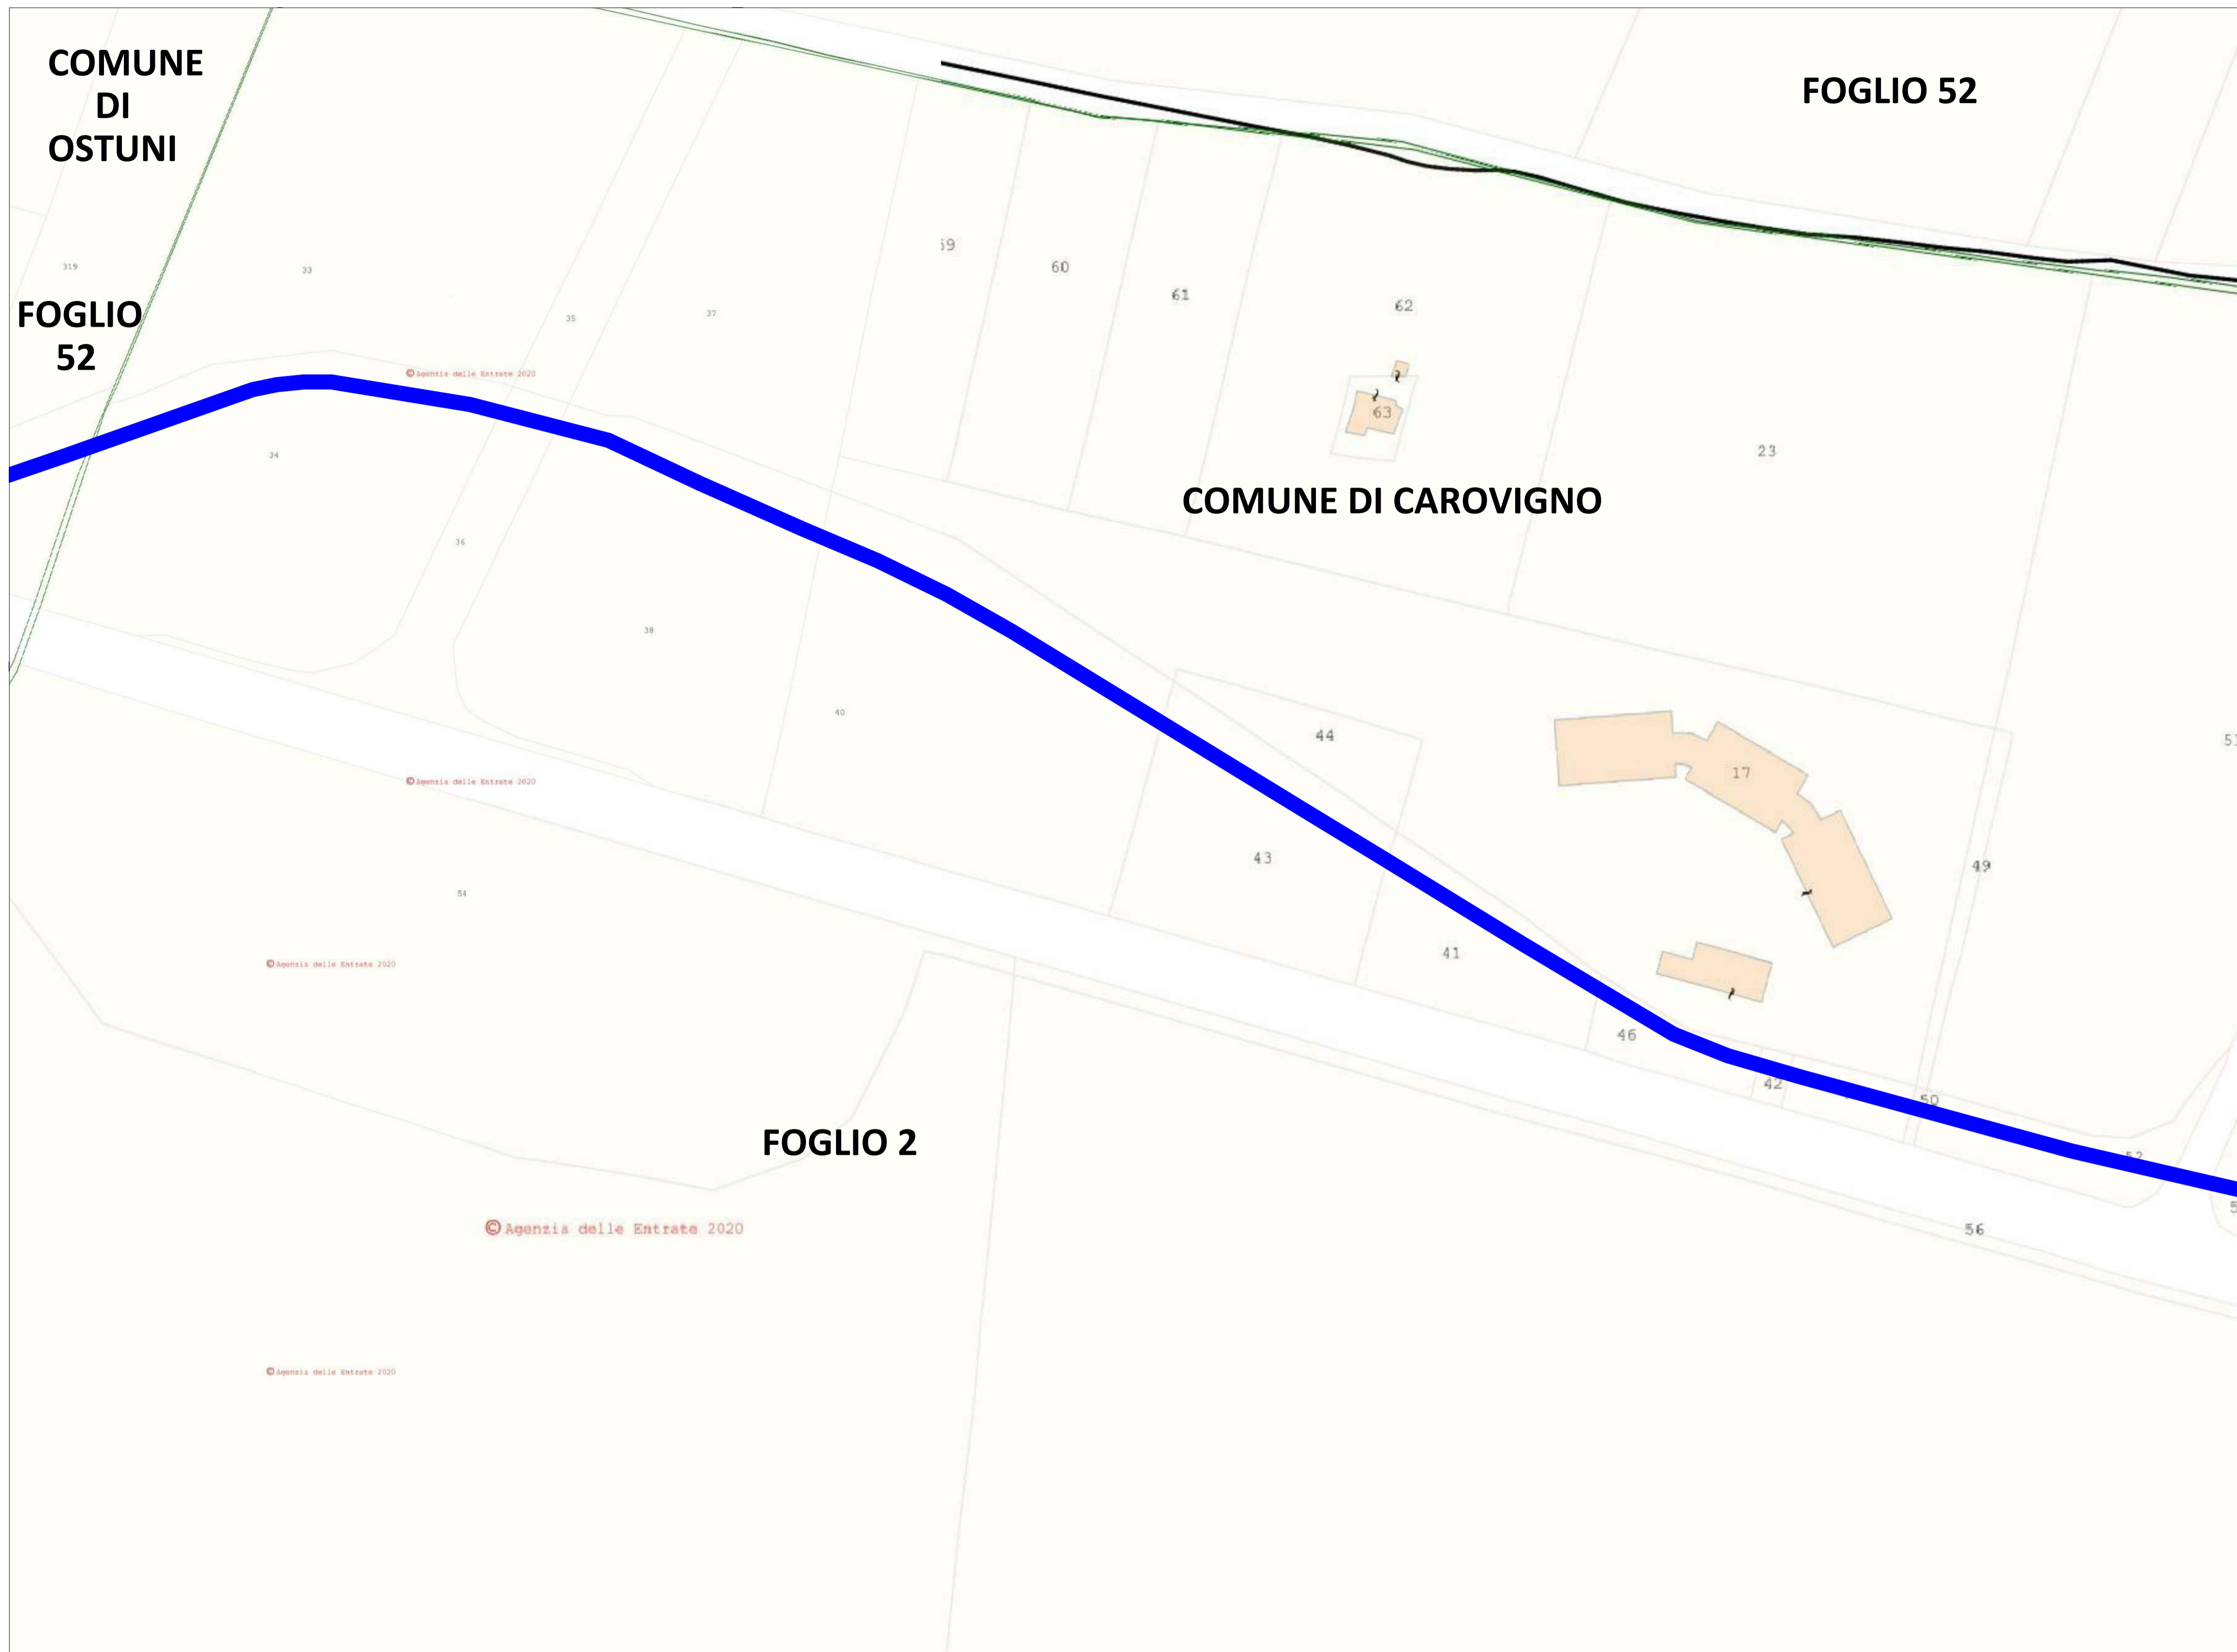 COMUNE
DI
OSTUNI
FOGLIO 52
59
60
61
62
319
33
35
37
FOGLIO
52
© Agenzia delle Entrate 2020
63
23
34
COMUNE DI CAROVIGNO
36
38
40
44
17
© Agenzia delle Entrate 2020
43
49
54
41
© Agenzia delle Entrate 2020
46
42
50
FOGLIO 2
52
56
© Agenzia delle Entrate 2020
© Agenzia delle Entrate 2020